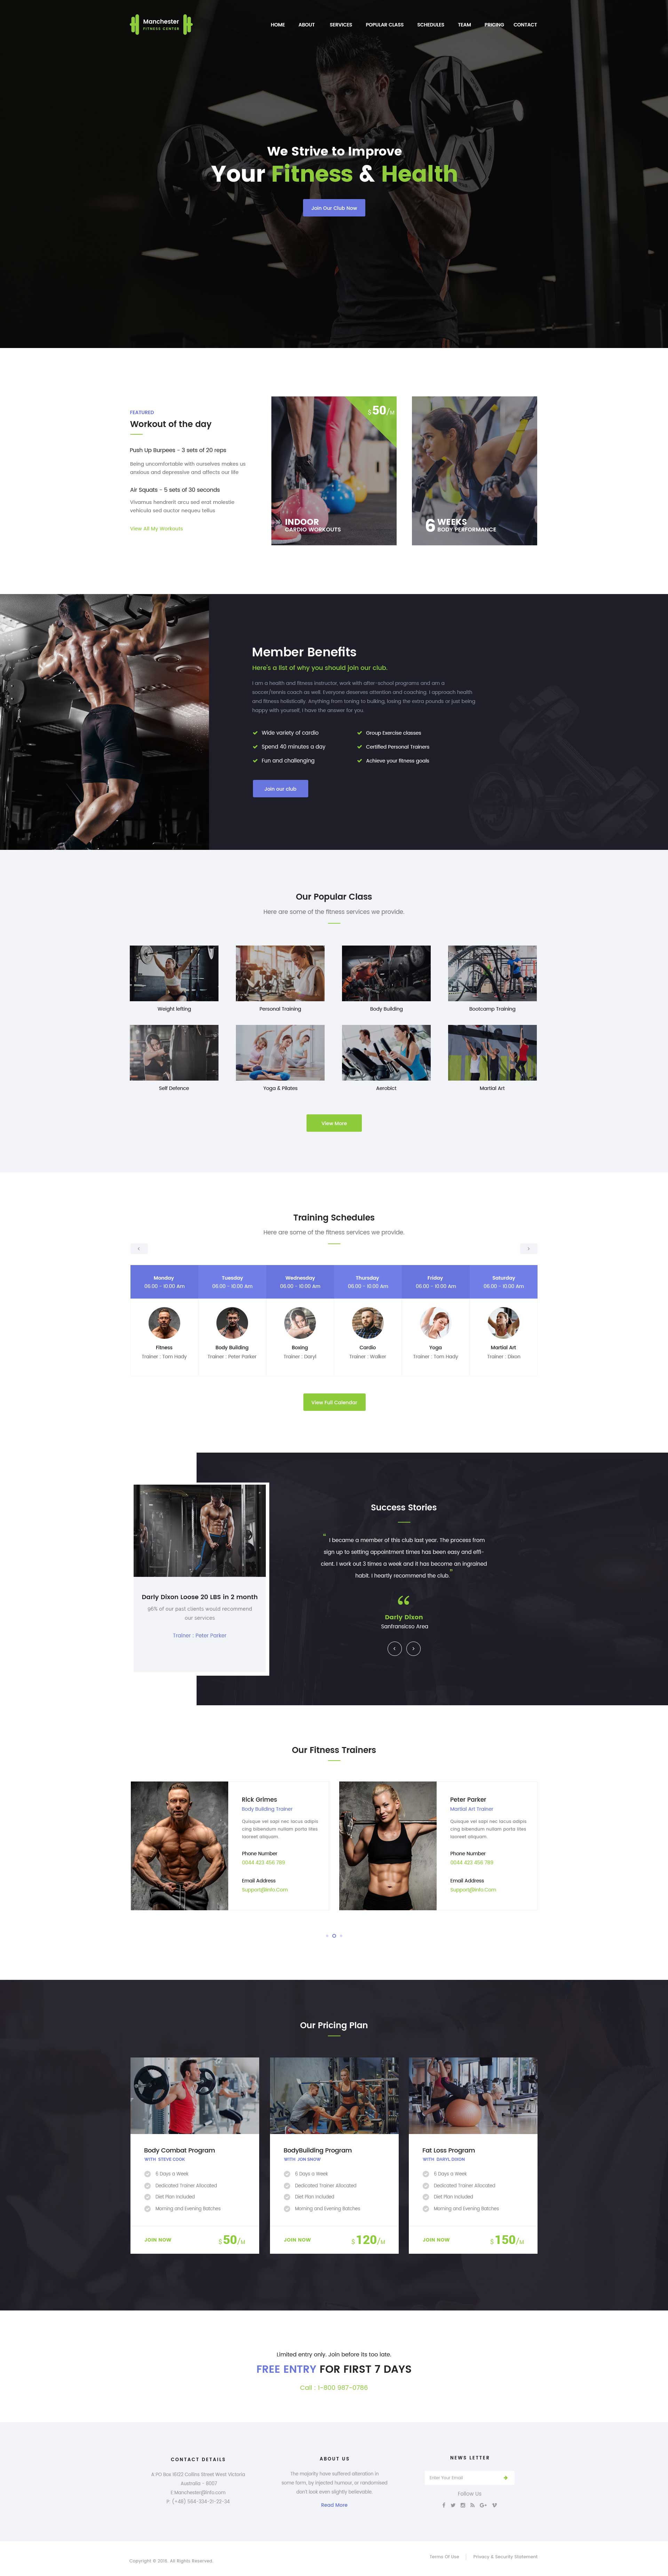 Manchester
FITNESS CENTER
HOME ABOUT SERVICES POPULAR CLASS SCHEDULES TEAM PRICING CONTACT
We Strive to Improve
Your Fitness & Health
Join Our Club Now
FEATURED
Workout of the day
Push Up Burpees - 3 sets of 20 reps
Being uncomfortable with ourselves makes us
anxious and depressive and affects our life
Air Squats - 5 sets of 30 seconds
Vivamus hendrerit arcu sed erat molestie
vehicula sed auctor nequeu tellus
View All My Workouts
$50/M
INDOOR
CARDIO WORKOUTS
6 WEEKS
BODY PERFORMANCE
Member Benefits
Here's a list of why you should join our club.
I am a health and fitness instructor, work with after-school programs and am a
soccer/tennis coach as well. Everyone deserves attention and coaching. I approach health
and fitness holistically. Anything from toning to bulking, losing the extra pounds or just being
happy with yourself, I have the answer for you.
Wide variety of cardio
Spend 40 minutes a day
Fun and challenging
Group Exercise classes
Certified Personal Trainers
Achieve your fitness goals
Join our club
Our Popular Class
Here are some of the fitness services we provide.
Weight lefting
Personal Training
Body Building
Bootcamp Training
Self Defence
Yoga & Pilates
Aerobict
Martial Art
View More
Training Schedules
Here are some of the fitness services we provide.
Monday Tuesday Wednesday Thursday Friday Saturday
06.00 - 10.00 Am 06.00 - 10.00 Am 06.00 - 10.00 Am 06.00 - 10.00 Am 06.00 - 10.00 Am 06.00 - 10.00 Am
Fitness Body Building Boxing Cardio Yoga Martial Art
Trainer : Tom Hady Trainer : Peter Parker Trainer : Daryl Trainer : Walker Trainer : Tom Hady Trainer : Dixon
View Full Calendar
Darly Dixon Loose 20 LBS in 2 month
96% of our past clients would recommend
our services
Trainer : Peter Parker
Success Stories
“ I became a member of this club last year. The process from
sign up to setting appointment times has been easy and effi-
cient. I work out 3 times a week and it has become an ingrained
habit. I heartly recommend the club.”
Darly Dixon
Sanfransicso Area
Our Fitness Trainers
Rick Grimes
Body Building Trainer
Quisque vel sapi nec lacus adipis
cing bibendum nullam porta lites
laoreet aliquam.
Phone Number
0044 423 456 789
Email Address
Support@Info.Com
Peter Parker
Martial Art Trainer
Quisque vel sapi nec lacus adipis
cing bibendum nullam porta lites
laoreet aliquam.
Phone Number
0044 423 456 789
Email Address
Support@Info.Com
Our Pricing Plan
Body Combat Program
WITH STEVE COOK
6 Days a Week
Dedicated Trainer Allocated
Diet Plan Included
Morning and Evening Batches
JOIN NOW $50/M
BodyBuilding Program
WITH JON SNOW
6 Days a Week
Dedicated Trainer Allocated
Diet Plan Included
Morning and Evening Batches
JOIN NOW $120/M
Fat Loss Program
WITH DARYL DIXON
6 Days a Week
Dedicated Trainer Allocated
Diet Plan Included
Morning and Evening Batches
JOIN NOW $150/M
Limited entry only. Join before its too late.
FREE ENTRY FOR FIRST 7 DAYS
Call : 1-800 987-0786
CONTACT DETAILS
A PO Box 16122 Collins Street West Victoria
Australia - 8007
E Manchester@info.com
P: (+48) 564-334-21-22-34
ABOUT US
The majority have suffered alteration in
some form, by injected humour, or randomised
don't look even slightly believable.
Read More
NEWS LETTER
Enter Your Email
Follow Us
Copyright © 2016. All Rights Reserved
Terms Of Use | Privacy & Security Statement